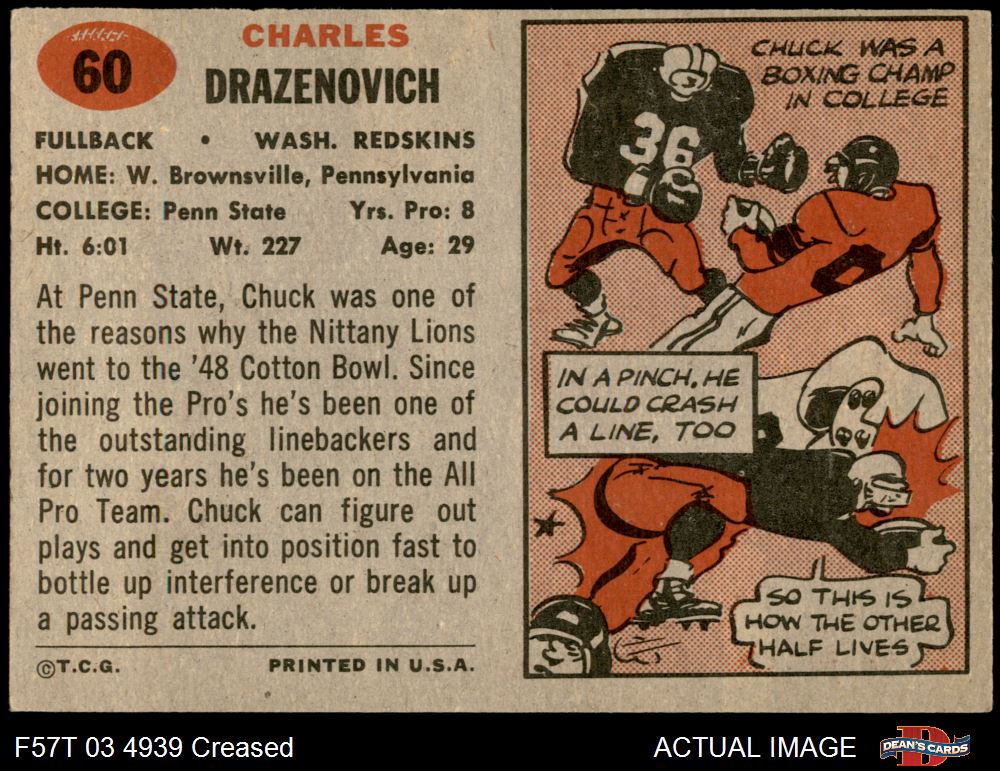 60
CHARLES
DRAZENOVICH
FULLBACK • WASH. REDSKINS
HOME: W. Brownsville, Pennsylvania
COLLEGE: Penn State Yrs. Pro: 8
Ht. 6:01 Wt. 227 Age: 29
At Penn State, Chuck was one of
the reasons why the Nittany Lions
went to the '48 Cotton Bowl. Since
joining the Pro's he's been one of
the outstanding linebackers and
for two years he's been on the All
Pro Team. Chuck can figure out
plays and get into position fast to
bottle up interference or break up
a passing attack.
©T.C.G. PRINTED IN U.S.A.
CHUCK WAS A
BOXING CHAMP
IN COLLEGE
36
IN A PINCH, HE
COULD CRASH
A LINE, TOO
SO THIS IS
HOW THE OTHER
HALF LIVES
F57T 03 4939 Creased ACTUAL IMAGE
DEAN'S CARDS